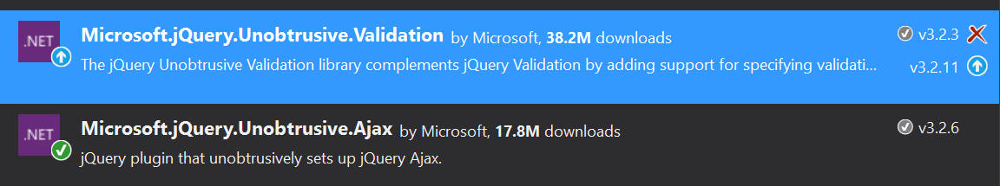 .NET
Microsoft.jQuery.Unobtrusive.Validation by Microsoft, 38.2M downloads v3.2.3
The jQuery Unobtrusive Validation library complements jQuery Validation by adding support for specifying validati... v3.2.11
.NET
Microsoft.jQuery.Unobtrusive.Ajax by Microsoft, 17.8M downloads v3.2.6
jQuery plugin that unobtrusively sets up jQuery Ajax.